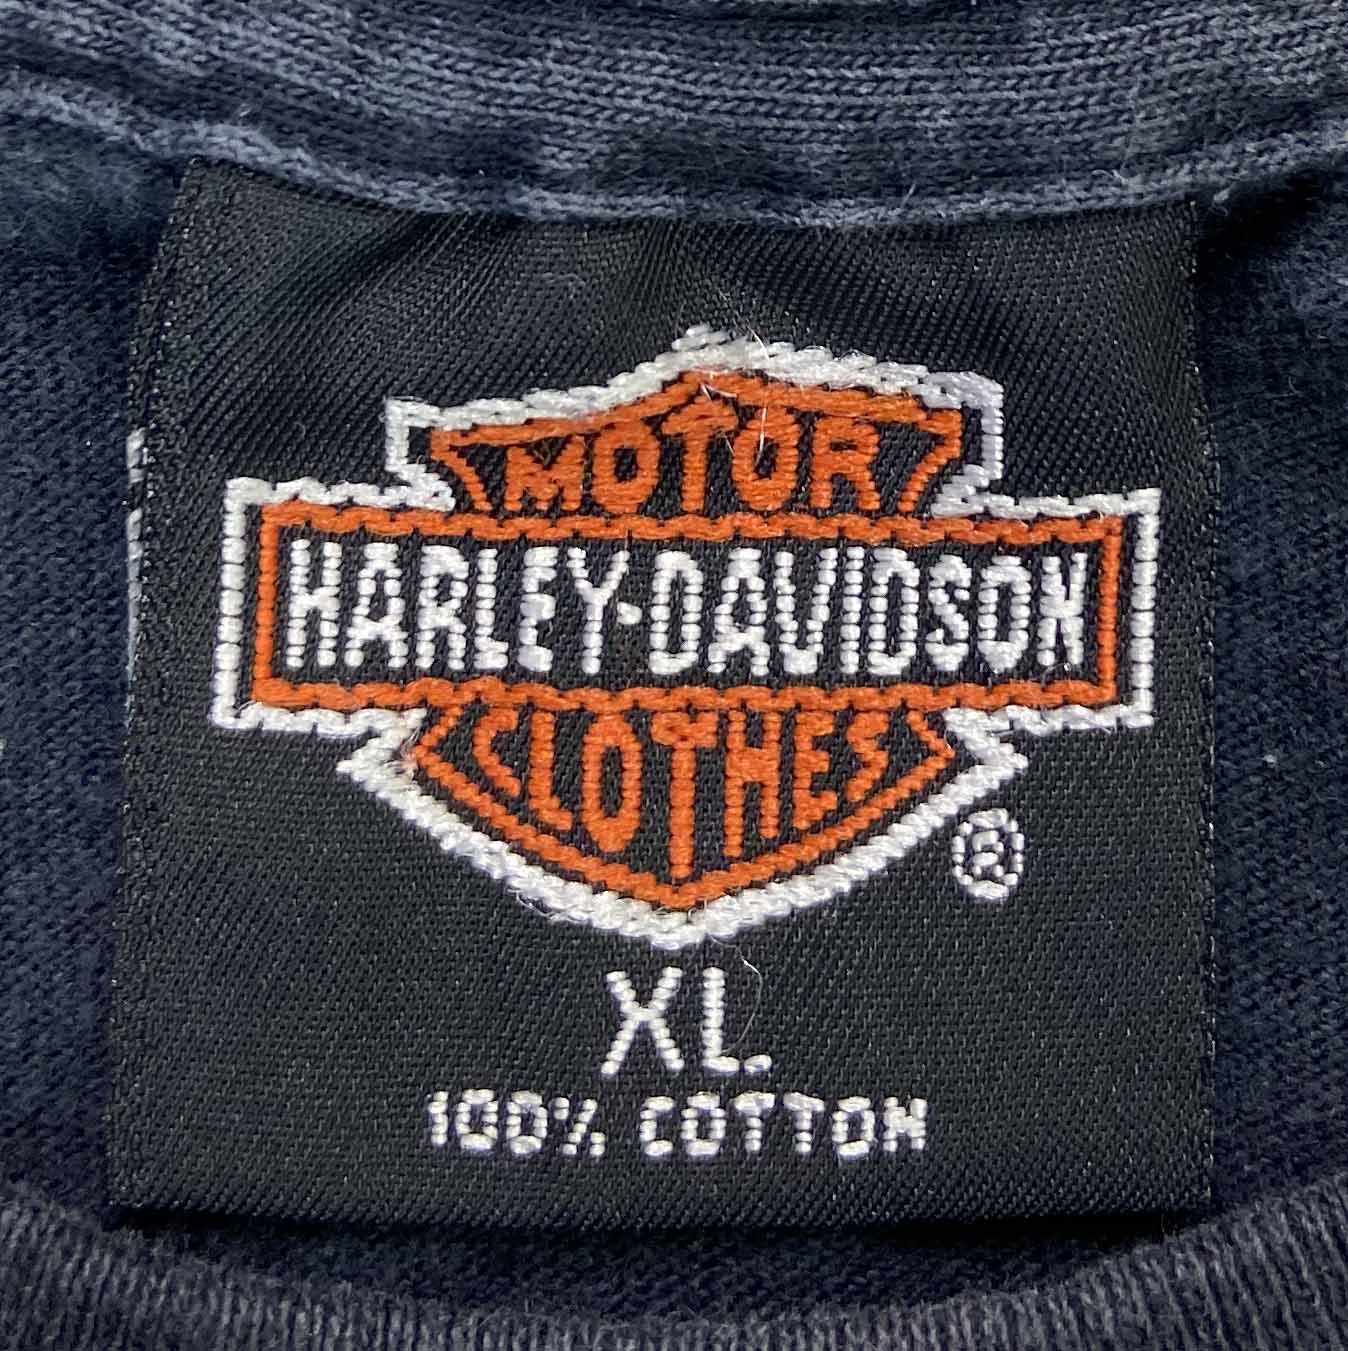 MOTOR
HARLEY-DAVIDSON
CLOTHES
®
XL
100% COTTON